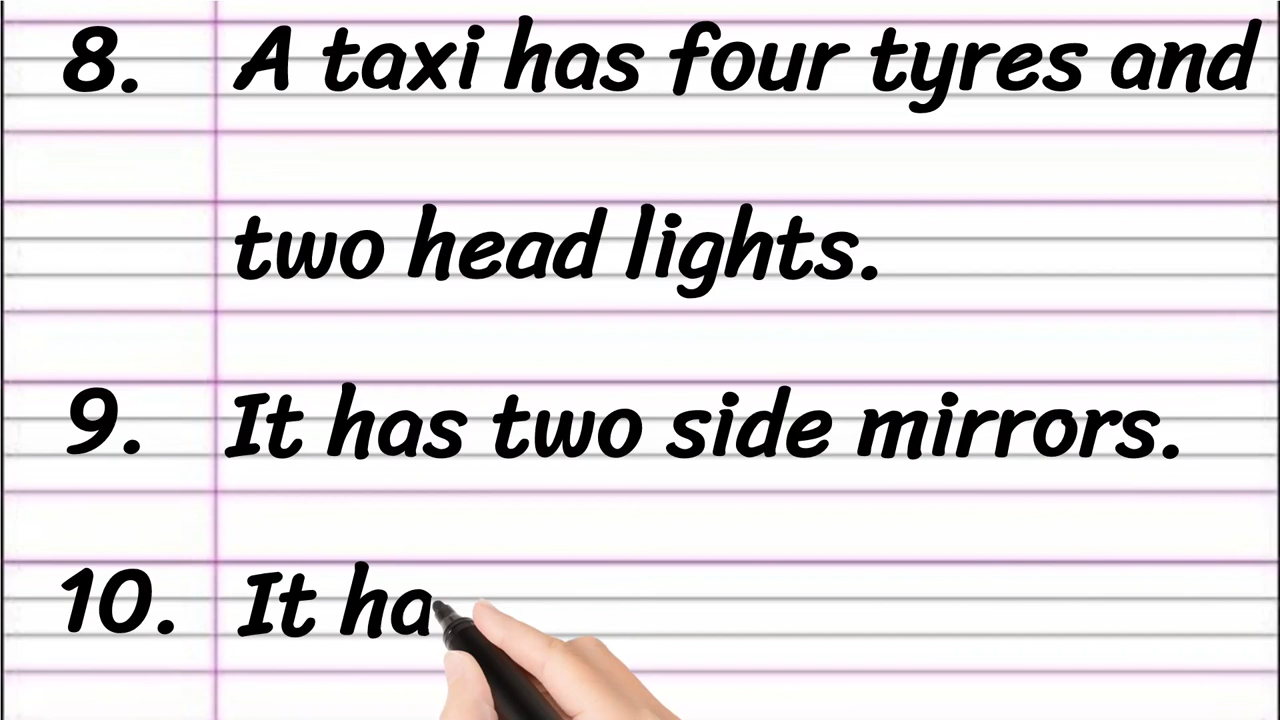 8. A taxi has four tyres and
two head lights.
9. It has two side mirrors.
10. It ha